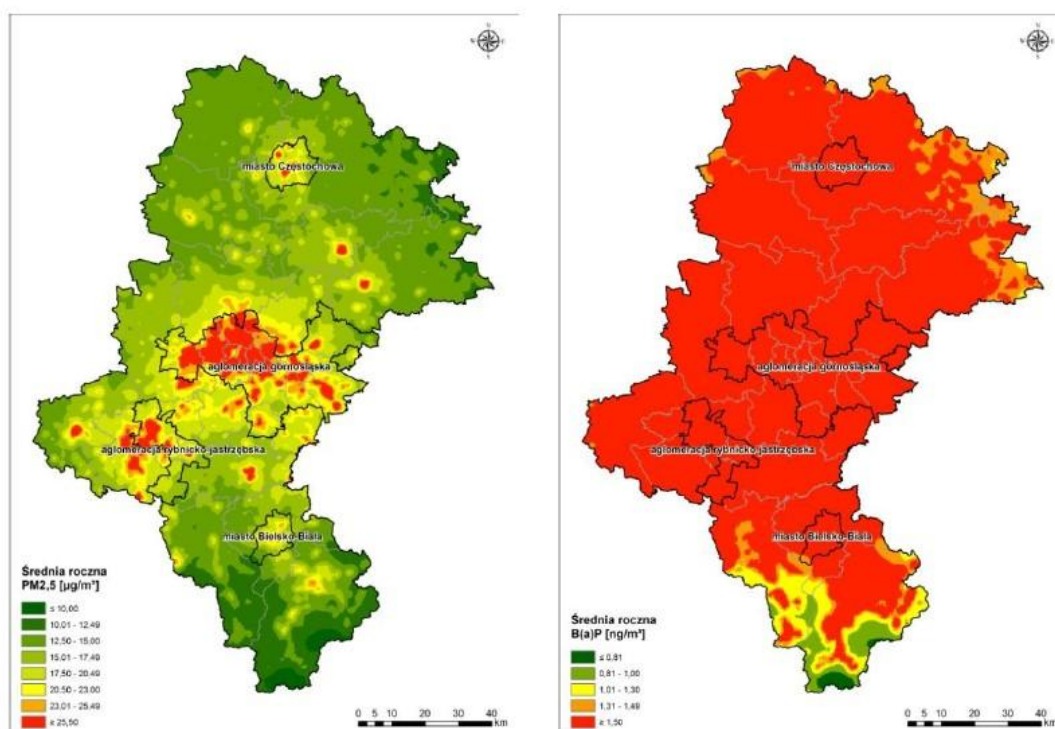 N
W
E
S
miasto Częstochowa
aglomeracja górnośląska
aglomeracja rybnicko-jastrzębska
miasto Bielsko-Biała
Średnia roczna
PM2,5 [µg/m³]
≤ 10,00
10,01 - 12,49
12,50 - 15,00
15,01 - 17,49
17,50 - 20,49
20,50 - 23,00
23,01 - 25,49
≥ 25,50
0 5 10 20 30 40
km
N
W
E
S
miasto Częstochowa
aglomeracja górnośląska
aglomeracja rybnicko-jastrzębska
miasto Bielsko-Biała
Średnia roczna
B(a)P [ng/m³]
≤ 0,81
0,81 - 1,00
1,01 - 1,30
1,31 - 1,49
≥ 1,50
0 5 10 20 30 40
km